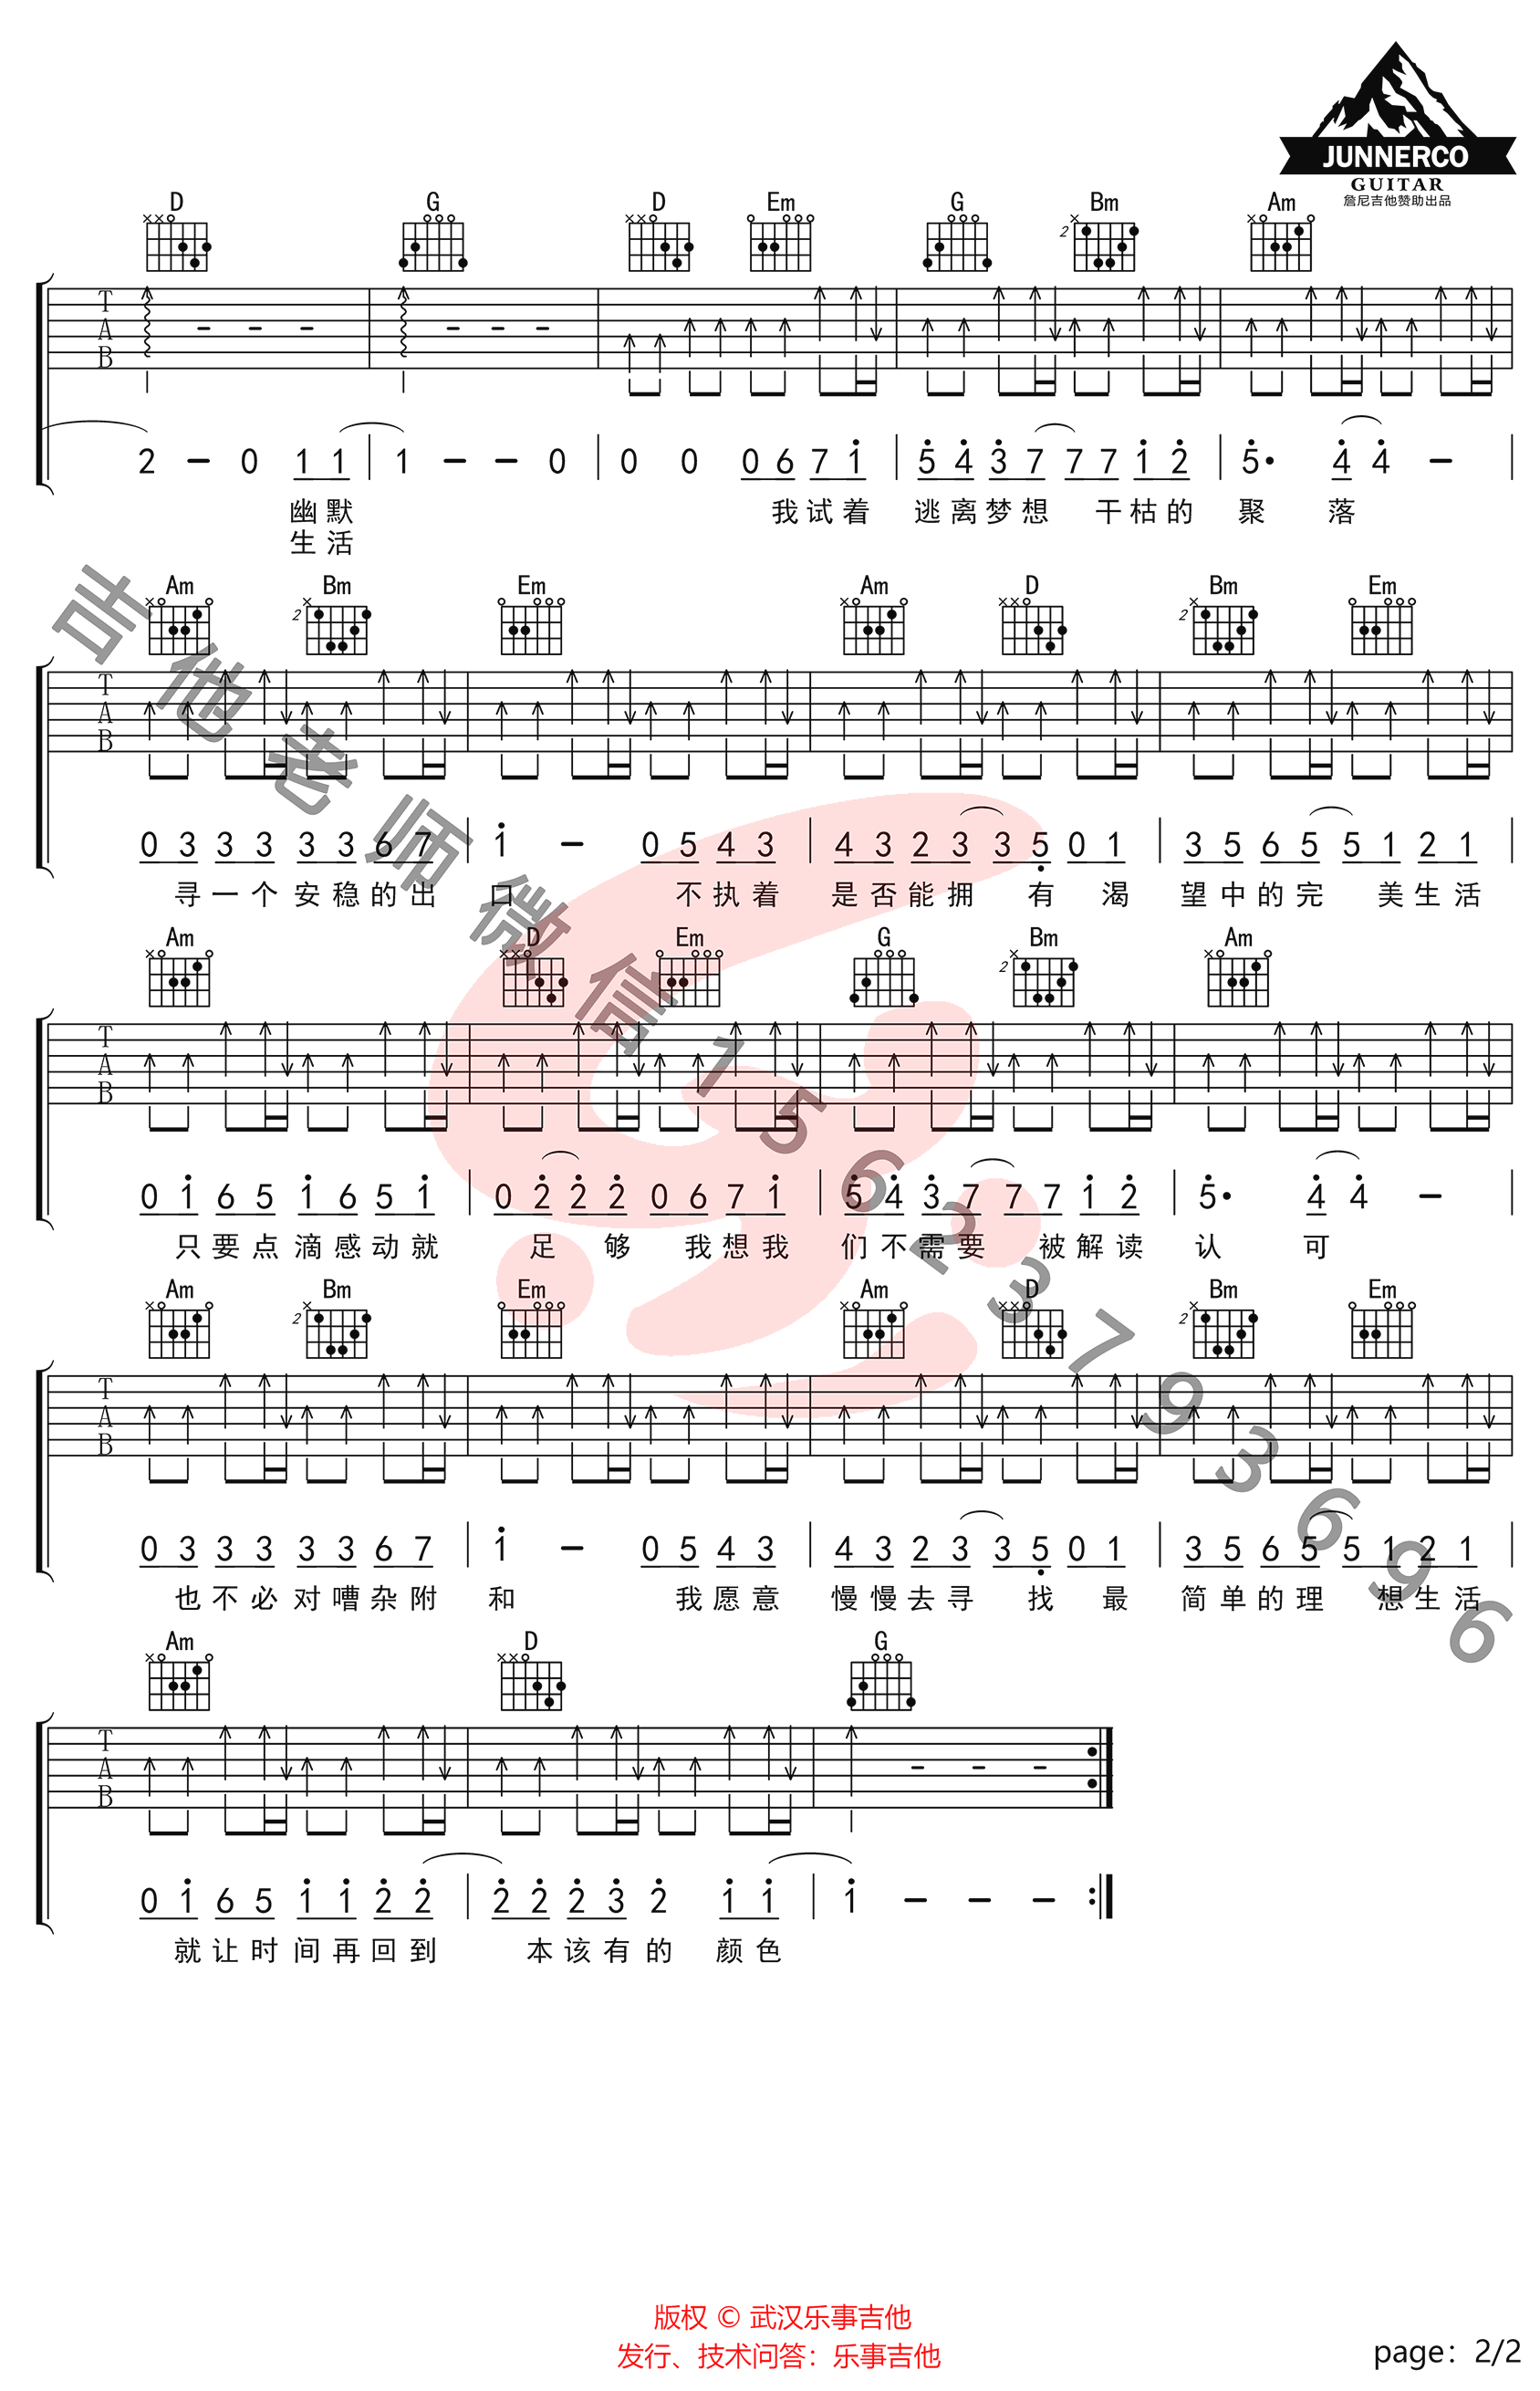 JUNNERCO
GUITAR
詹尼吉他赞助出品
D G D Em G Bm Am
2 2
T
A
B
2 - 0 1 1 | 1 - - 0 | 0 0 0 6 7 1 | 5 4 3 7 7 7 1 2 | 5· 4 4 - |
幽默 我试着 逃离梦想 干枯的 聚 落
生活
Am Bm Em Am D Bm Em
2 2
T
A
B
0 3 3 3 3 3 6 7 | 1 - 0 5 4 3 | 4 3 2 3 3 5 0 1 | 3 5 6 5 5 1 2 1 |
寻一个安稳的出 口 不执着 是否能拥 有 渴 望中的完 美生活
Am D Em G Bm Am
2
T
A
B
0 1 6 5 1 6 5 1 | 0 2 2 2 0 6 7 1 | 5 4 3 7 7 7 1 2 | 5· 4 4 - |
只要点滴感动就 足 够 我想我 们不需要 被解读 认 可
Am Bm Em Am D Bm Em
2 2
T
A
B
0 3 3 3 3 3 6 7 | 1 - 0 5 4 3 | 4 3 2 3 3 5 0 1 | 3 5 6 5 5 1 2 1 |
也不必对嘈杂附 和 我愿意 慢慢去寻 找 最 简单的理 想生活
Am D G
T
A
B
0 1 6 5 1 1 2 2 | 2 2 2 3 2 1 1 | 1 - - - :|
就让时间再回到 本该有的 颜色
吉他老师微信15623793696
版权 © 武汉乐事吉他
发行、技术问答：乐事吉他
page：2/2